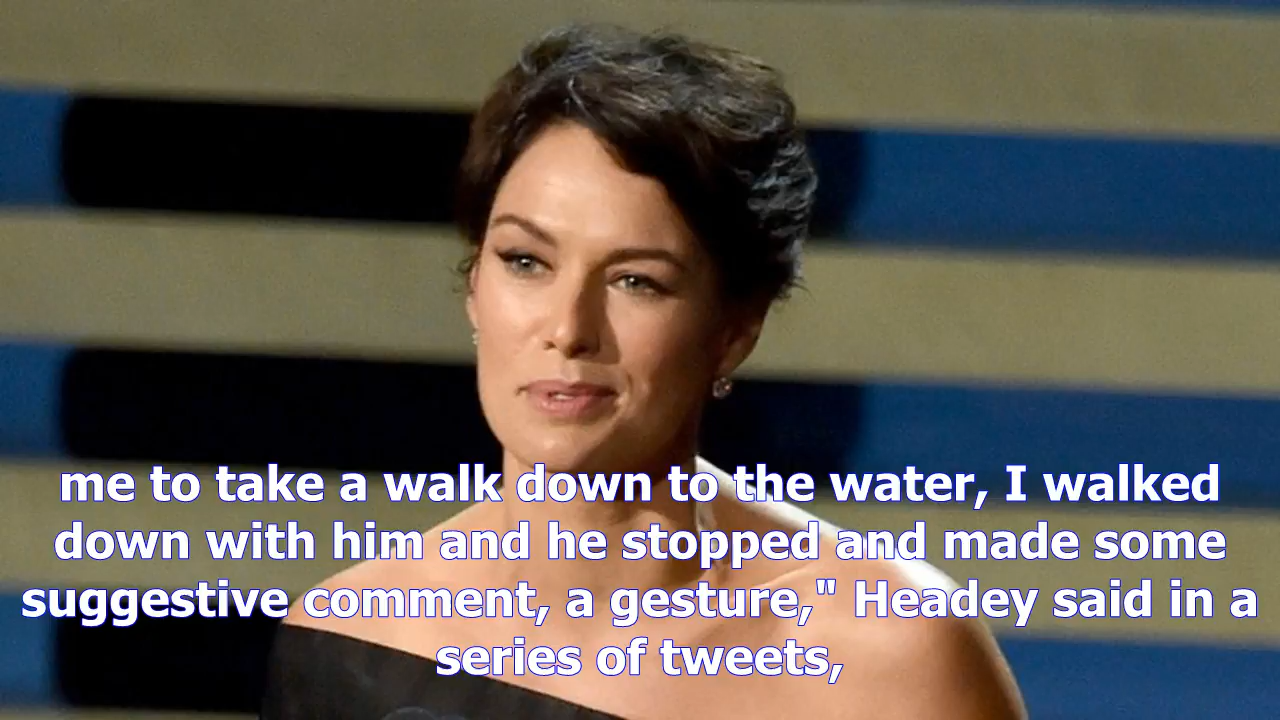 me to take a walk down to the water, I walked
down with him and he stopped and made some
suggestive comment, a gesture," Headey said in a
series of tweets,